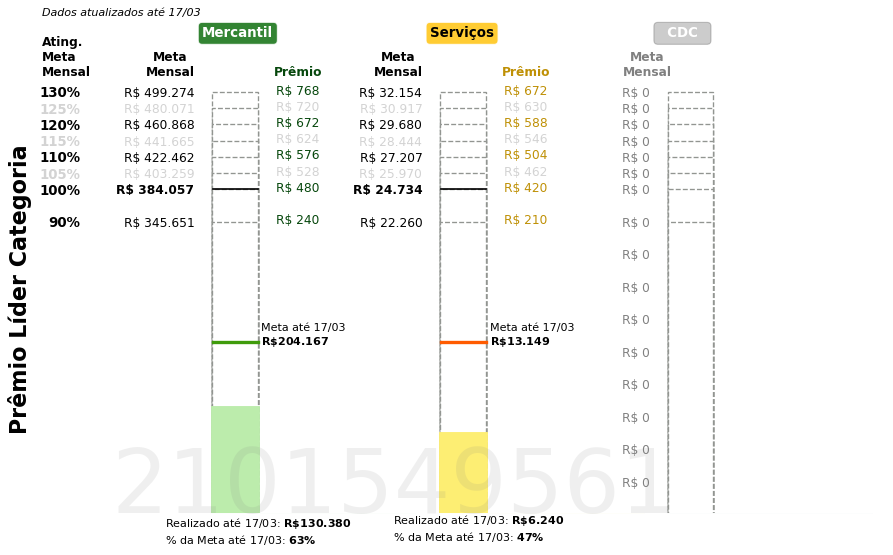 Dados atualizados até 17/03
Mercantil Serviços CDC
Ating. Meta Mensal Meta Mensal Prêmio Meta Mensal Prêmio Meta Mensal
130% R$ 499.274 R$ 768 R$ 32.154 R$ 672 R$ 0
125% R$ 480.071 R$ 720 R$ 30.917 R$ 630 R$ 0
120% R$ 460.868 R$ 672 R$ 29.680 R$ 588 R$ 0
115% R$ 441.665 R$ 624 R$ 28.444 R$ 546 R$ 0
110% R$ 422.462 R$ 576 R$ 27.207 R$ 504 R$ 0
105% R$ 403.259 R$ 528 R$ 25.970 R$ 462 R$ 0
100% R$ 384.057 R$ 480 R$ 24.734 R$ 420 R$ 0
90% R$ 345.651 R$ 240 R$ 22.260 R$ 210 R$ 0
R$ 0
R$ 0
R$ 0
Meta até 17/03 Meta até 17/03
R$204.167 R$13.149
R$ 0
R$ 0
R$ 0
R$ 0
R$ 0
Prêmio Líder Categoria
2101549561
Realizado até 17/03: R$130.380 Realizado até 17/03: R$6.240
% da Meta até 17/03: 63% % da Meta até 17/03: 47%